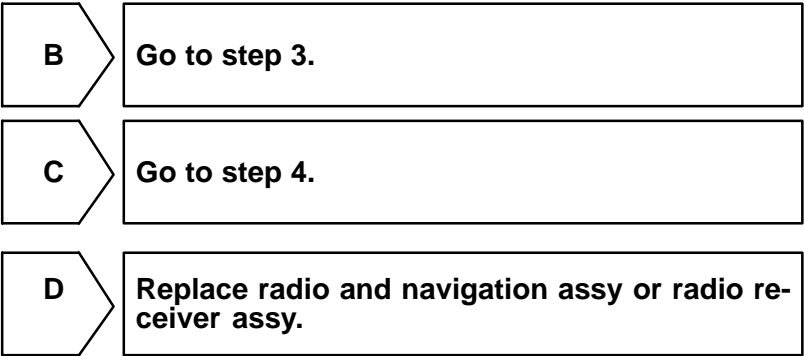 B
Go to step 3.
C
Go to step 4.
D
Replace radio and navigation assy or radio re-
ceiver assy.